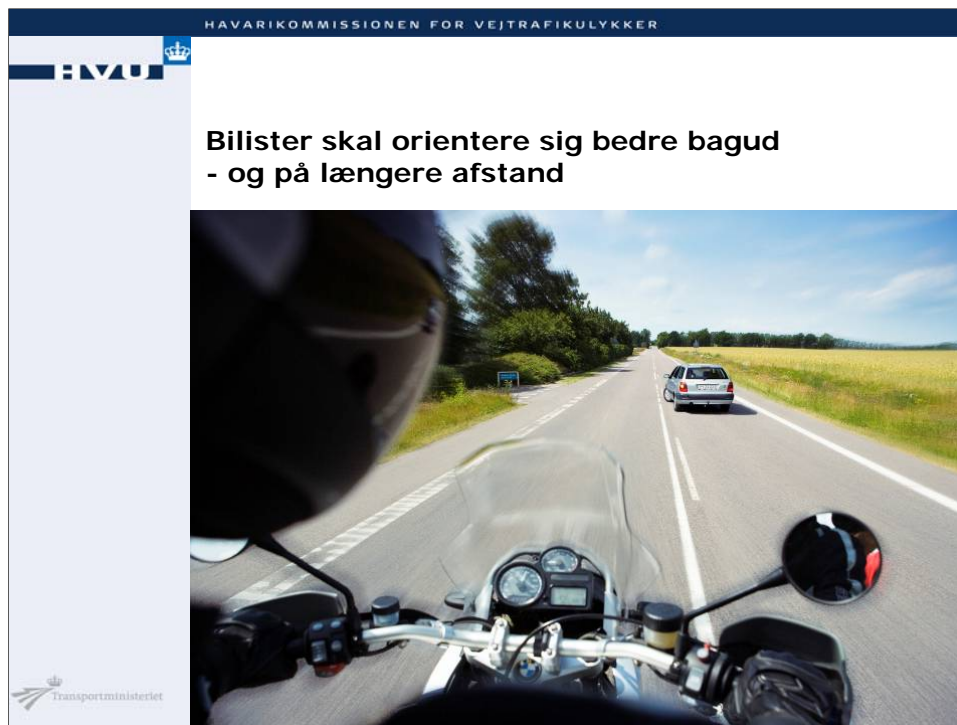 HAVARIKOMMISSIONEN FOR VEJTRAFIKULYKKER
HVU
Bilister skal orientere sig bedre bagud
- og på længere afstand
Transportministeriet